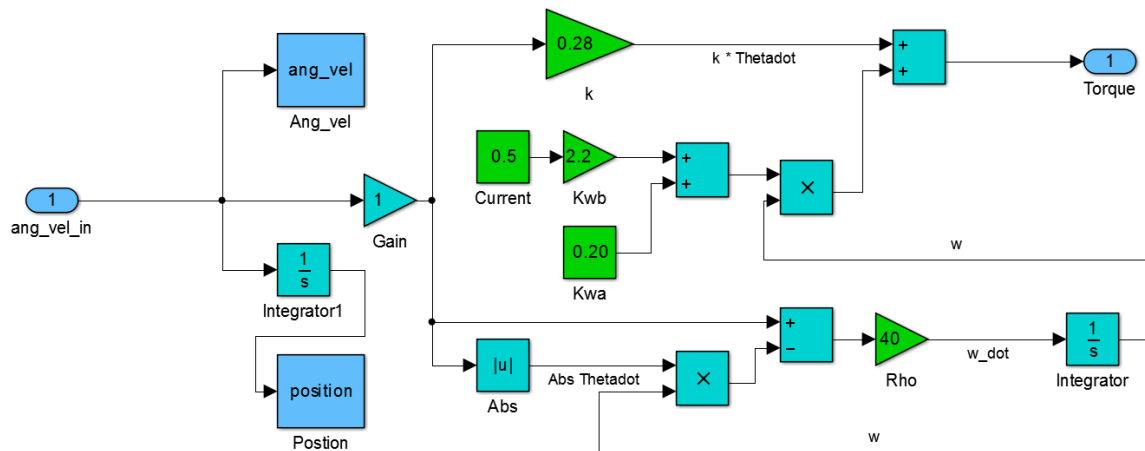 ang_vel
Ang_vel
0.28
k
k * Thetadot
+
+
1
Torque
0.5
Current
2.2
Kwb
+
+
×
0.20
Kwa
w
1
ang_vel_in
1
Gain
1
s
Integrator1
position
Postion
|u|
Abs
Abs Thetadot
×
+
−
40
Rho
w_dot
1
s
Integrator
w